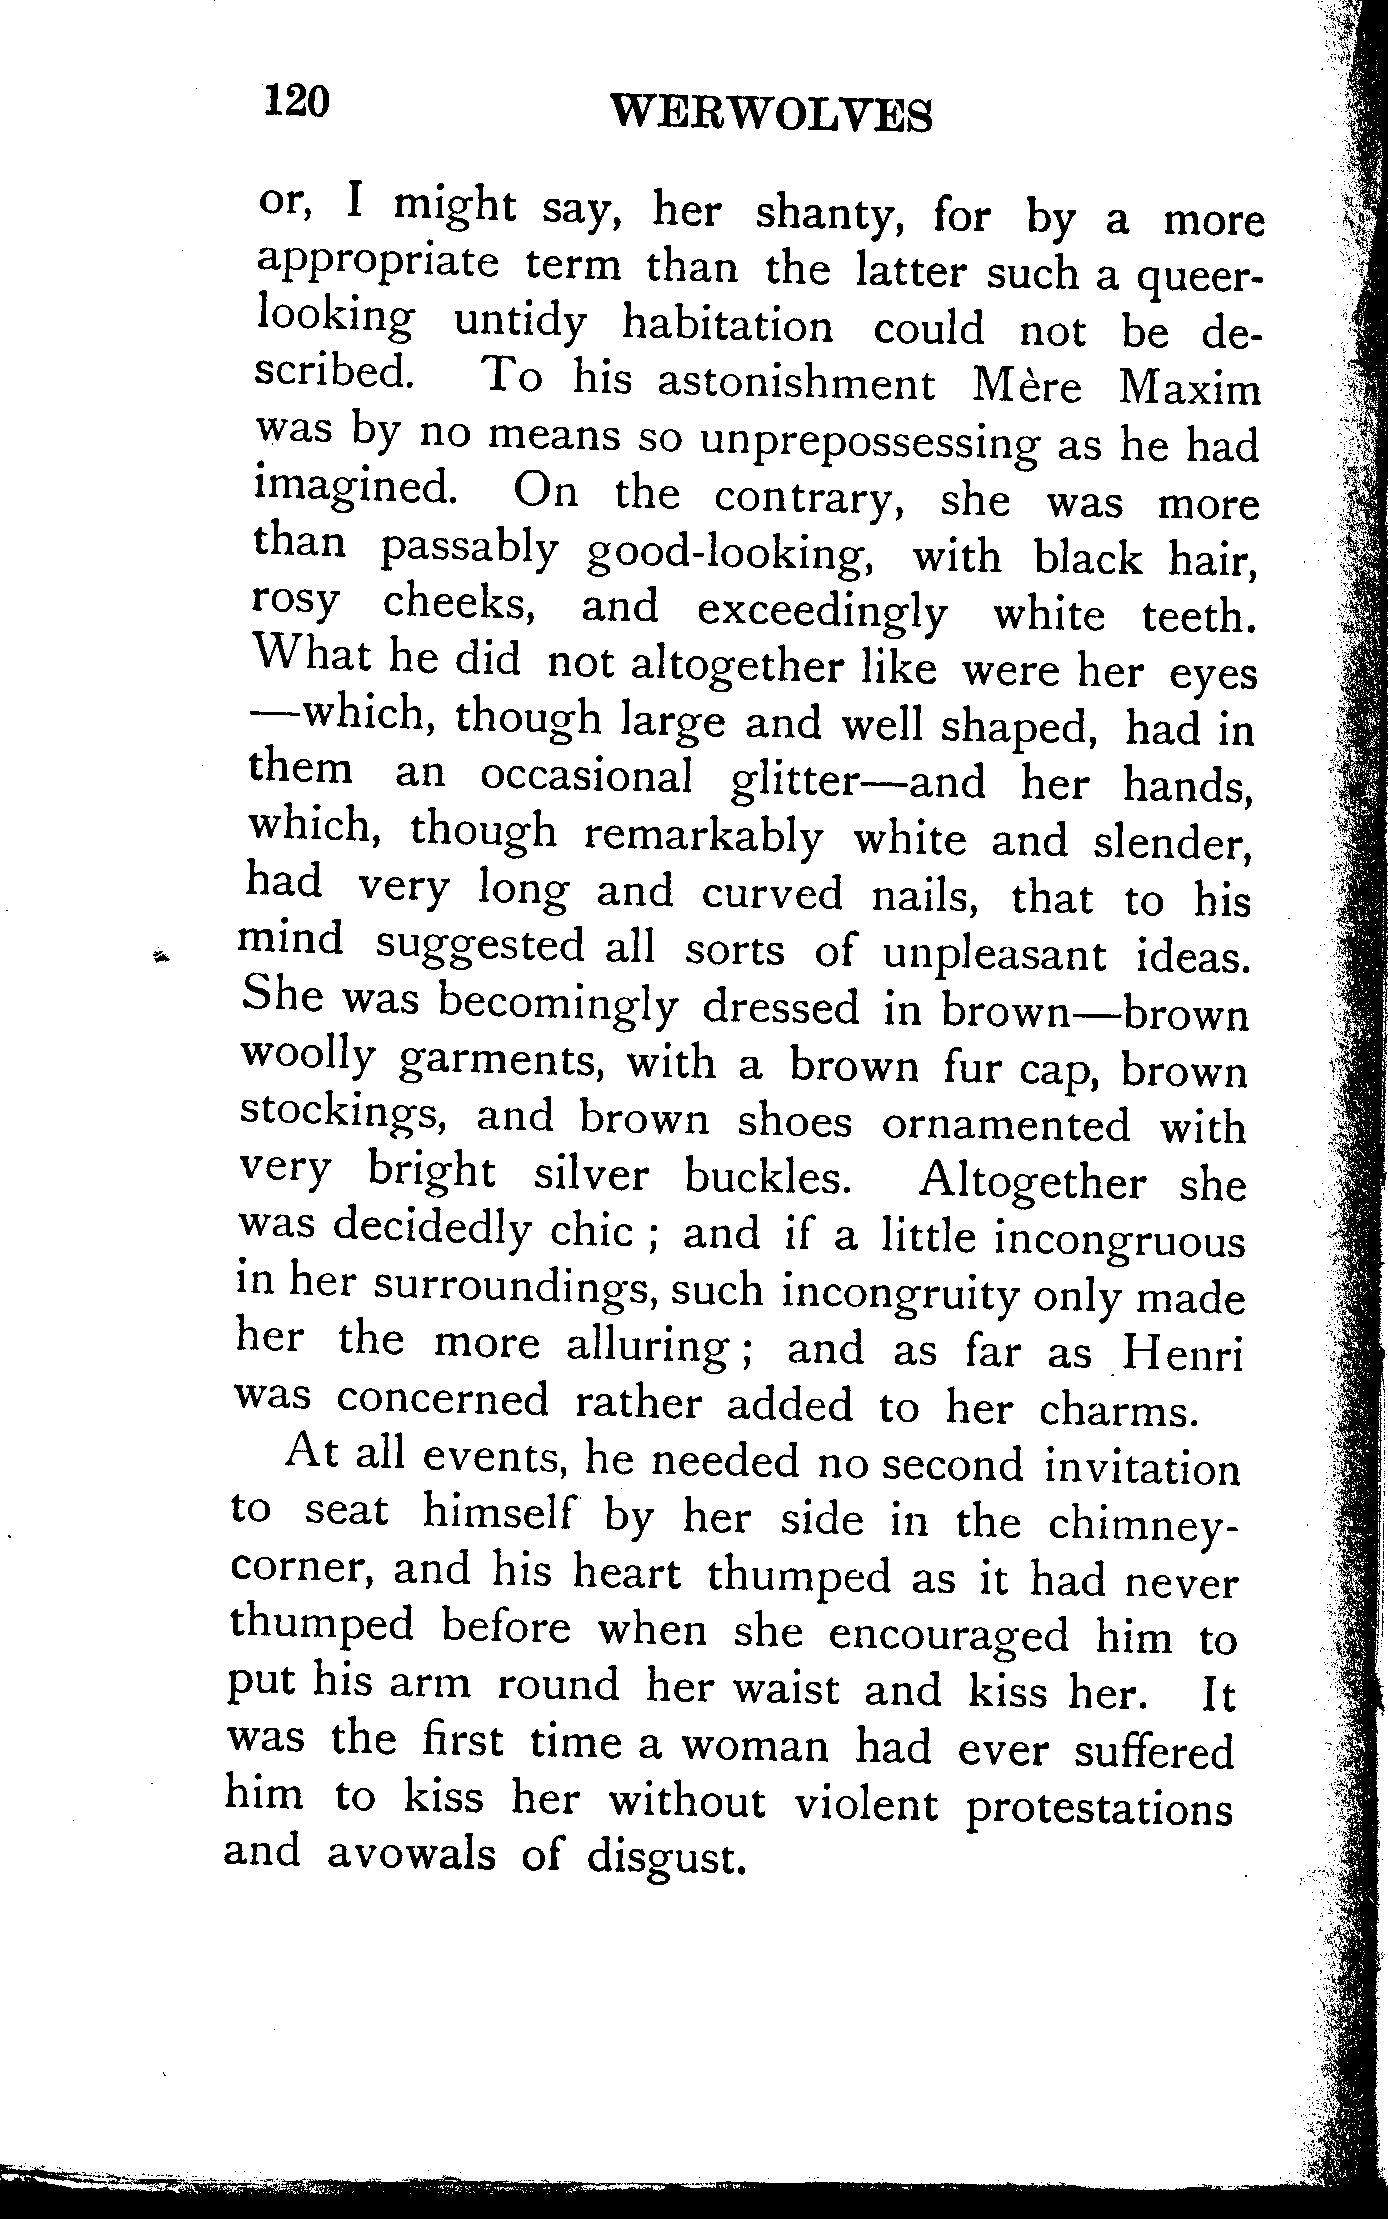 120 WERWOLVES
or, I might say, her shanty, for by a more
appropriate term than the latter such a queer-
looking untidy habitation could not be de-
scribed. To his astonishment Mère Maxim
was by no means so unprepossessing as he had
imagined. On the contrary, she was more
than passably good-looking, with black hair,
rosy cheeks, and exceedingly white teeth.
What he did not altogether like were her eyes
—which, though large and well shaped, had in
them an occasional glitter—and her hands,
which, though remarkably white and slender,
had very long and curved nails, that to his
mind suggested all sorts of unpleasant ideas.
She was becomingly dressed in brown—brown
woolly garments, with a brown fur cap, brown
stockings, and brown shoes ornamented with
very bright silver buckles. Altogether she
was decidedly chic ; and if a little incongruous
in her surroundings, such incongruity only made
her the more alluring ; and as far as Henri
was concerned rather added to her charms.
At all events, he needed no second invitation
to seat himself by her side in the chimney-
corner, and his heart thumped as it had never
thumped before when she encouraged him to
put his arm round her waist and kiss her. It
was the first time a woman had ever suffered
him to kiss her without violent protestations
and avowals of disgust.